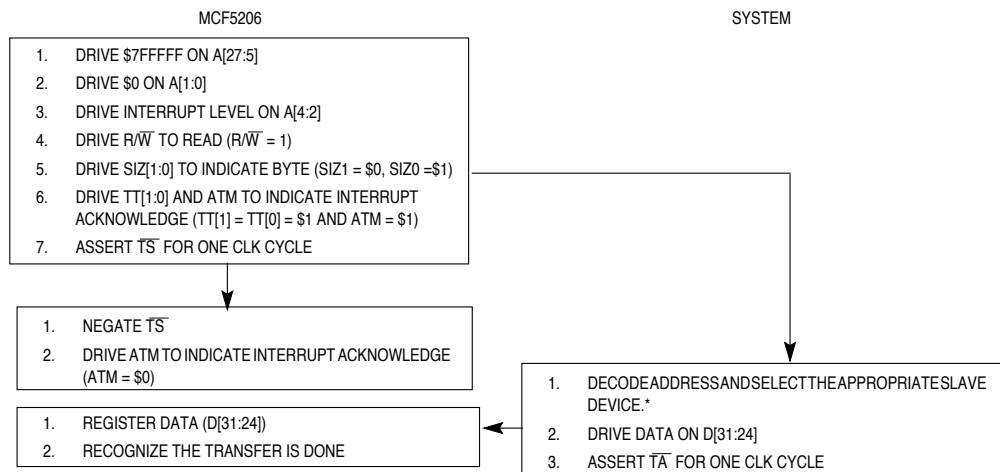 MCF5206
SYSTEM
1. DRIVE $7FFFFF ON A[27:5]
2. DRIVE $0 ON A[1:0]
3. DRIVE INTERRUPT LEVEL ON A[4:2]
4. DRIVE R/W̅ TO READ (R/W̅ = 1)
5. DRIVE SIZ[1:0] TO INDICATE BYTE (SIZ1 = $0, SIZ0 =$1)
6. DRIVE TT[1:0] AND ATM TO INDICATE INTERRUPT
ACKNOWLEDGE (TT[1] = TT[0] = $1 AND ATM = $1)
7. ASSERT T̅S̅ FOR ONE CLK CYCLE
1. NEGATE T̅S̅
2. DRIVE ATM TO INDICATE INTERRUPT ACKNOWLEDGE
(ATM = $0)
1. DECODEADDRESSANDSELECTTHEAPPROPRIATESLAVE
DEVICE.*
2. DRIVE DATA ON D[31:24]
3. ASSERT T̅A̅ FOR ONE CLK CYCLE
1. REGISTER DATA (D[31:24])
2. RECOGNIZE THE TRANSFER IS DONE